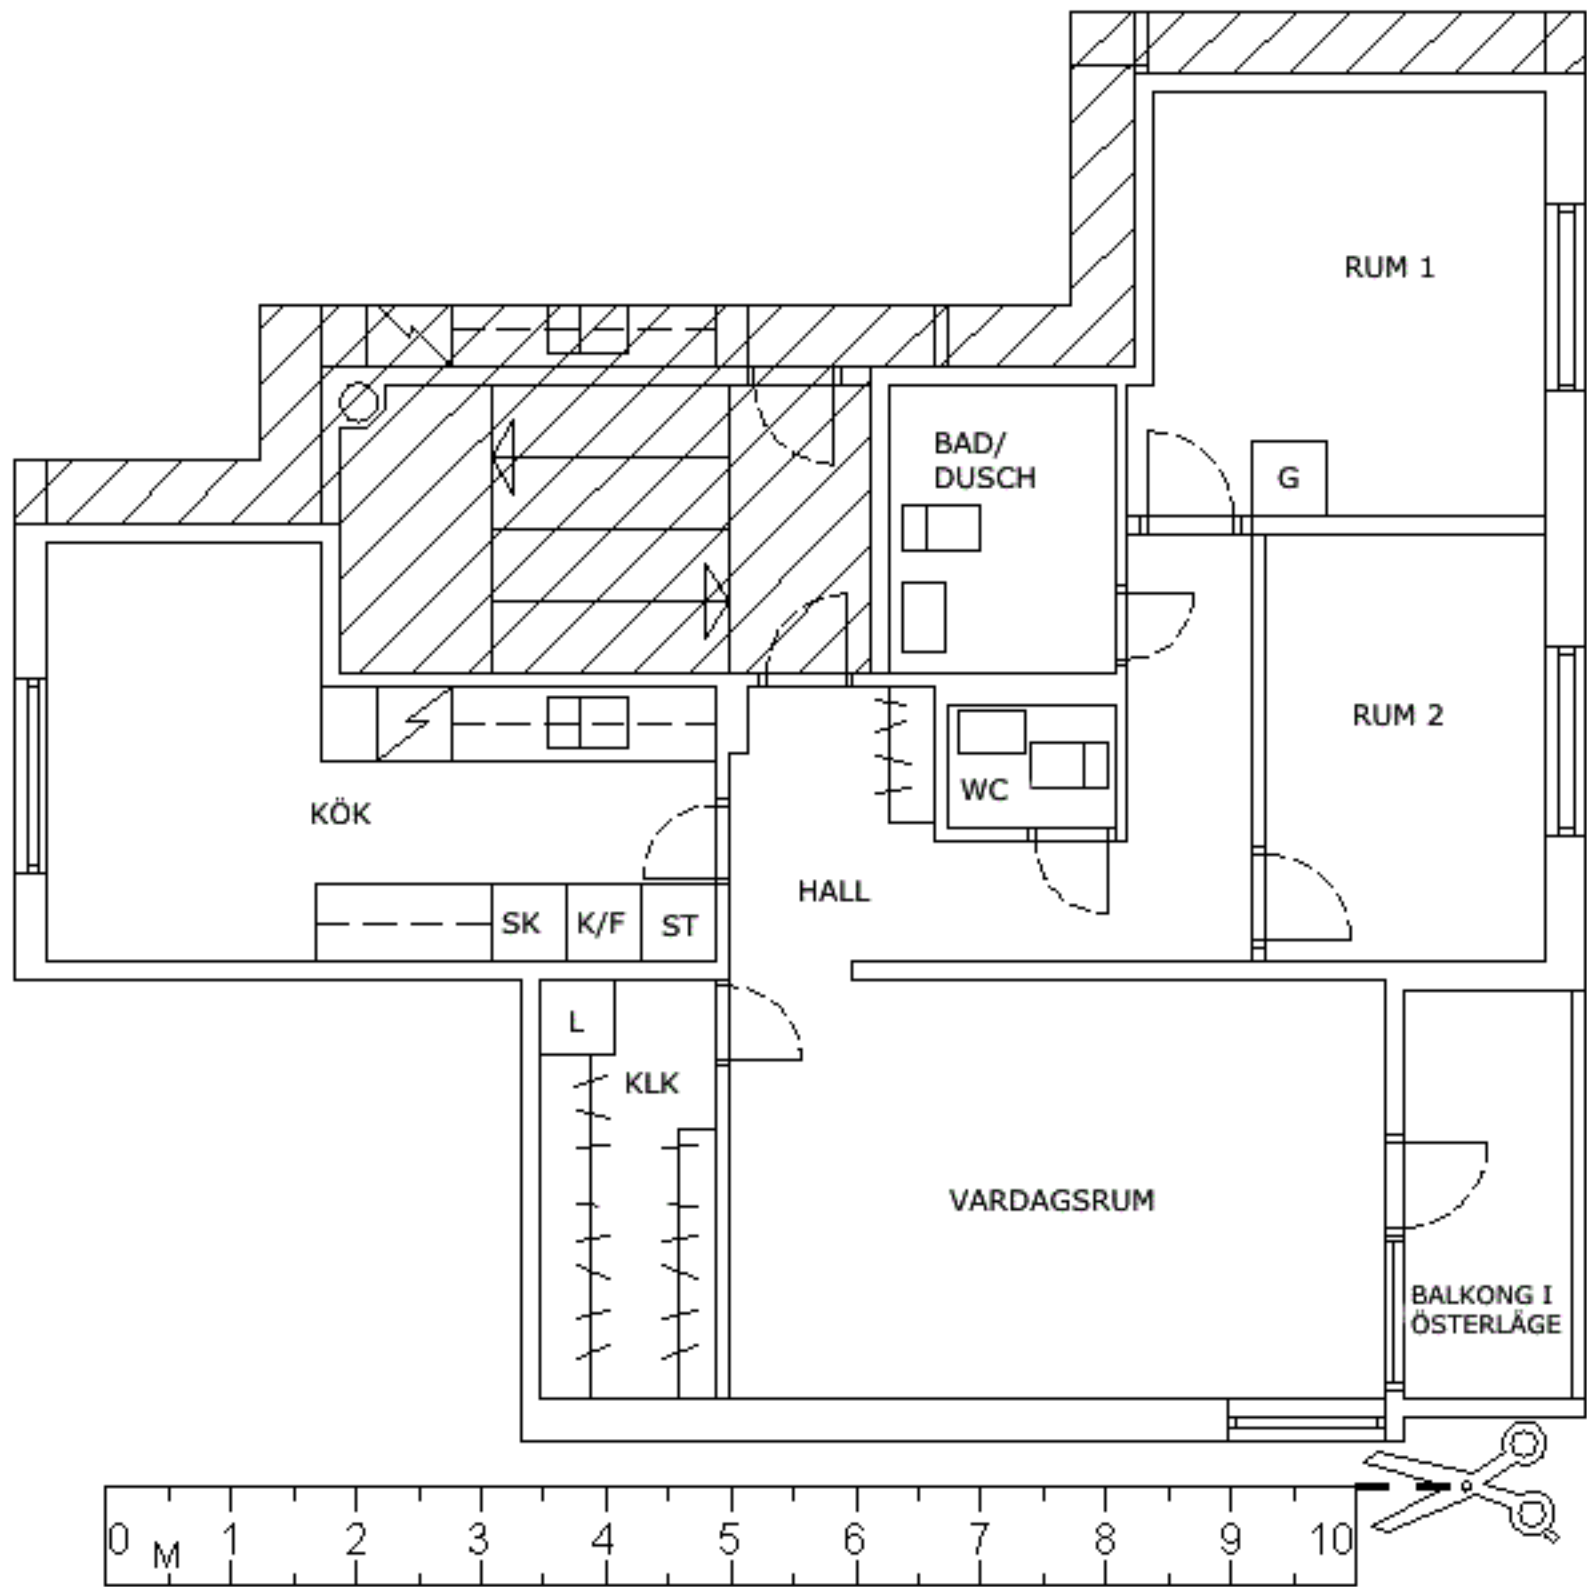 RUM 1
BAD/
DUSCH
G
RUM 2
WC
KÖK
HALL
SK K/F ST
L
KLK
VARDAGSRUM
BALKONG I
ÖSTERLÄGE
0 M 1 2 3 4 5 6 7 8 9 10